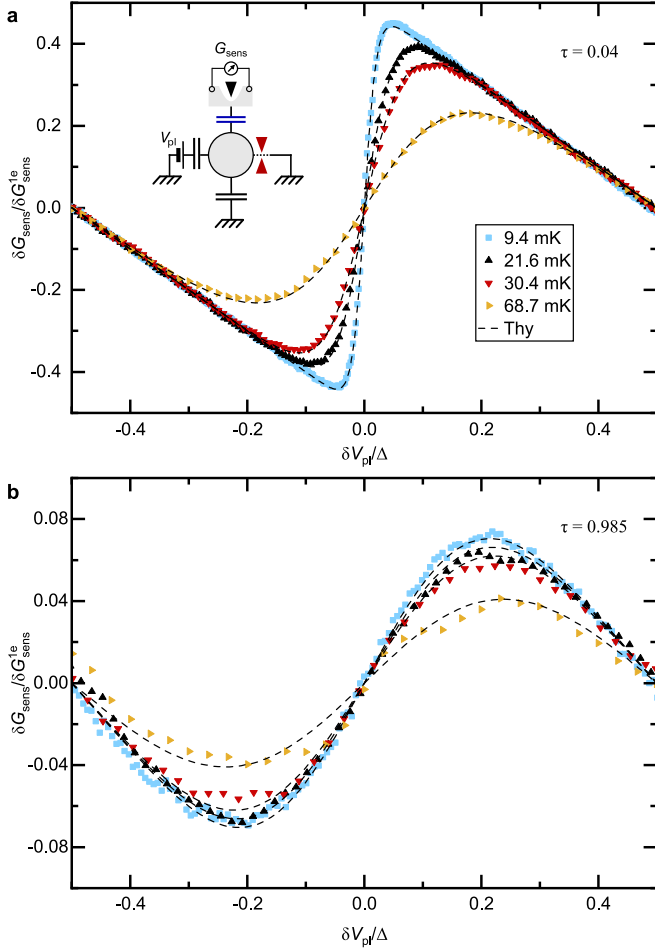 a
0.4
0.2
0.0
-0.2
-0.4
δG_sens/δG^1e_sens
G_sens
V_pl
τ = 0.04
9.4 mK
21.6 mK
30.4 mK
68.7 mK
Thy
-0.4 -0.2 0.0 0.2 0.4
δV_pl/Δ
b
0.08
0.04
0.00
-0.04
-0.08
δG_sens/δG^1e_sens
τ = 0.985
-0.4 -0.2 0.0 0.2 0.4
δV_pl/Δ